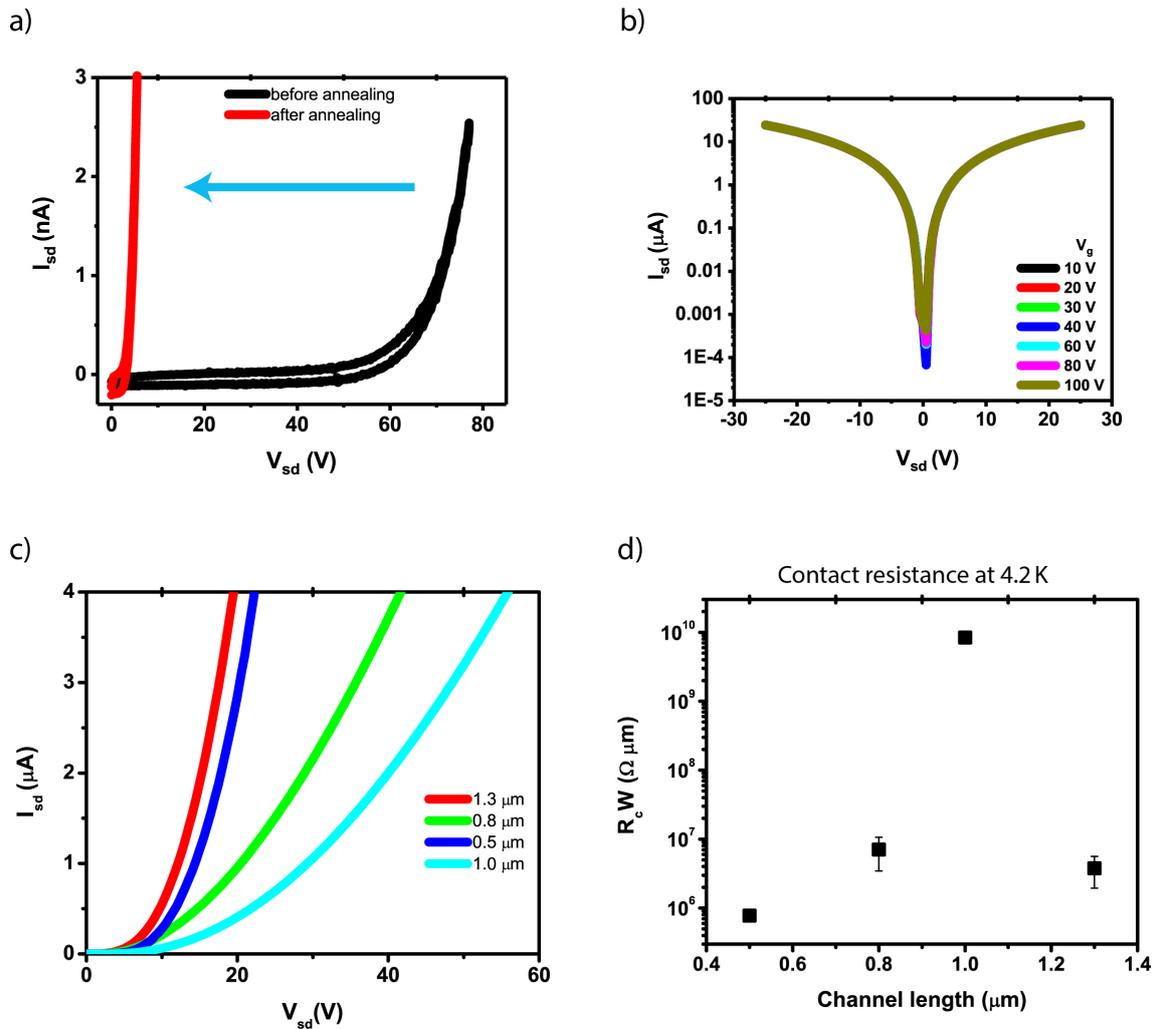 a)
3
2
1
0
I_sd (nA)
before annealing
after annealing
0 20 40 60 80
V_sd (V)
b)
100
10
1
0.1
0.01
0.001
1E-4
1E-5
I_sd (μA)
V_g
10 V
20 V
30 V
40 V
60 V
80 V
100 V
-30 -20 -10 0 10 20 30
V_sd (V)
c)
4
3
2
1
0
I_sd (μA)
1.3 μm
0.8 μm
0.5 μm
1.0 μm
0 20 40 60
V_sd(V)
d)
Contact resistance at 4.2 K
10^10
10^9
10^8
10^7
10^6
R_c W (Ω μm)
0.4 0.6 0.8 1.0 1.2 1.4
Channel length (μm)